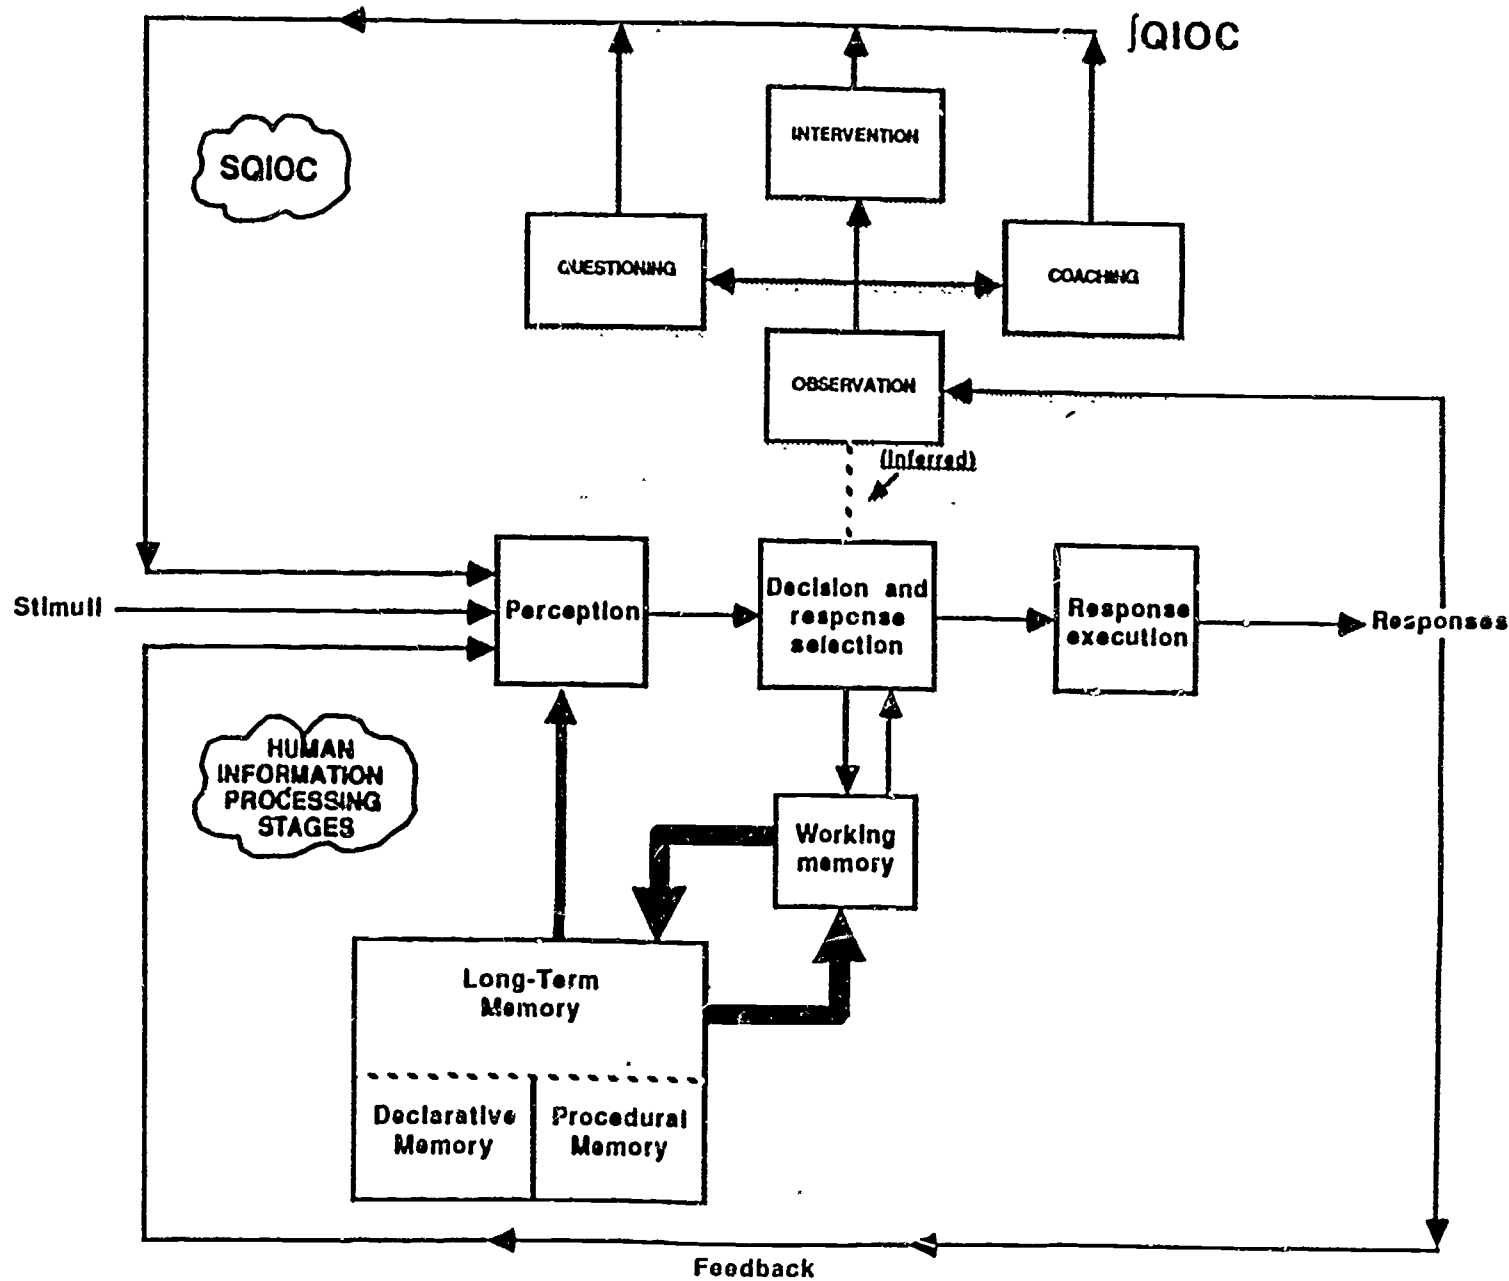 ∫QIOC
INTERVENTION
SQIOC
QUESTIONING
COACHING
OBSERVATION
(Inferred)
Stimuli
Perception
Decision and
response
selection
Response
execution
Responses
HUMAN
INFORMATION
PROCESSING
STAGES
Working
memory
Long-Term
Memory
Declarative
Memory
Procedural
Memory
Feedback